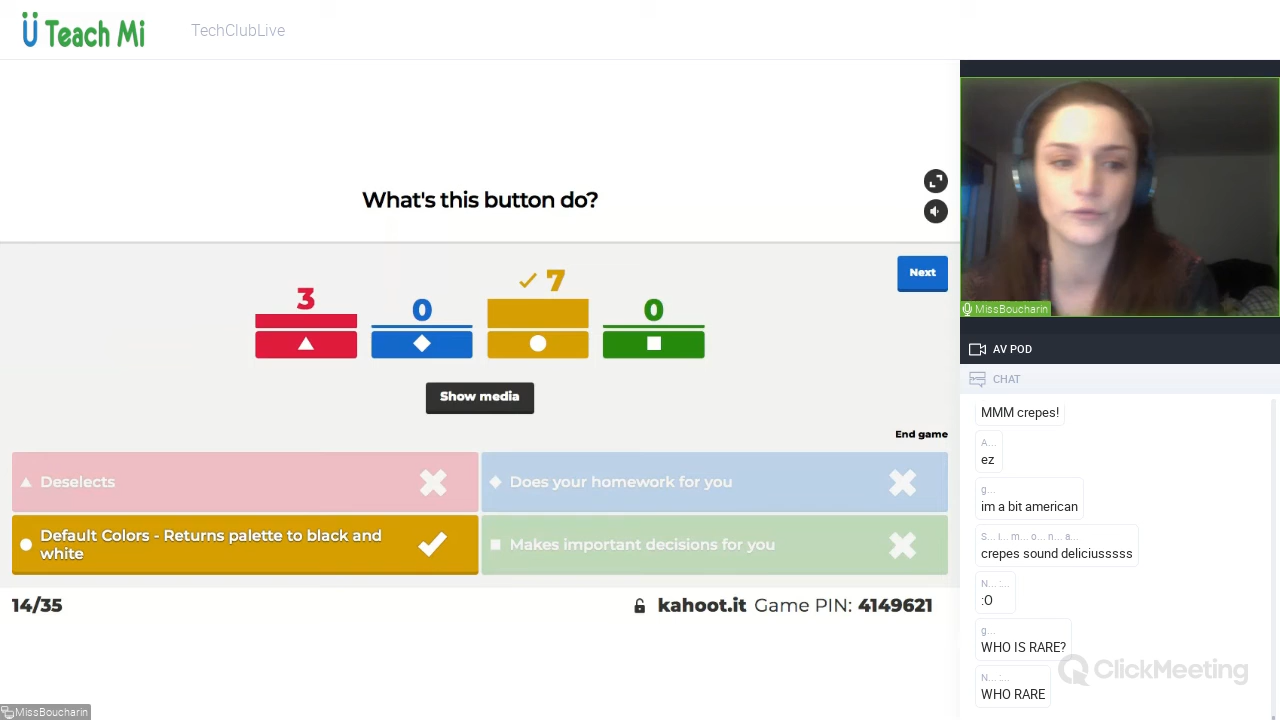 Ü Teach Mi
TechClubLive
What's this button do?
Next
3
0
7
0
Show media
End game
Deselects
Does your homework for you
Default Colors - Returns palette to black and
white
Makes important decisions for you
14/35
kahoot.it Game PIN: 4149621
MissBoucharin
MissBoucharin
AV POD
CHAT
MMM crepes!
A...
ez
g...
im a bit american
S... i... m... o... n... a...
crepes sound deliciusssss
N... :...
:O
g...
WHO IS RARE?
N... :...
WHO RARE
ClickMeeting